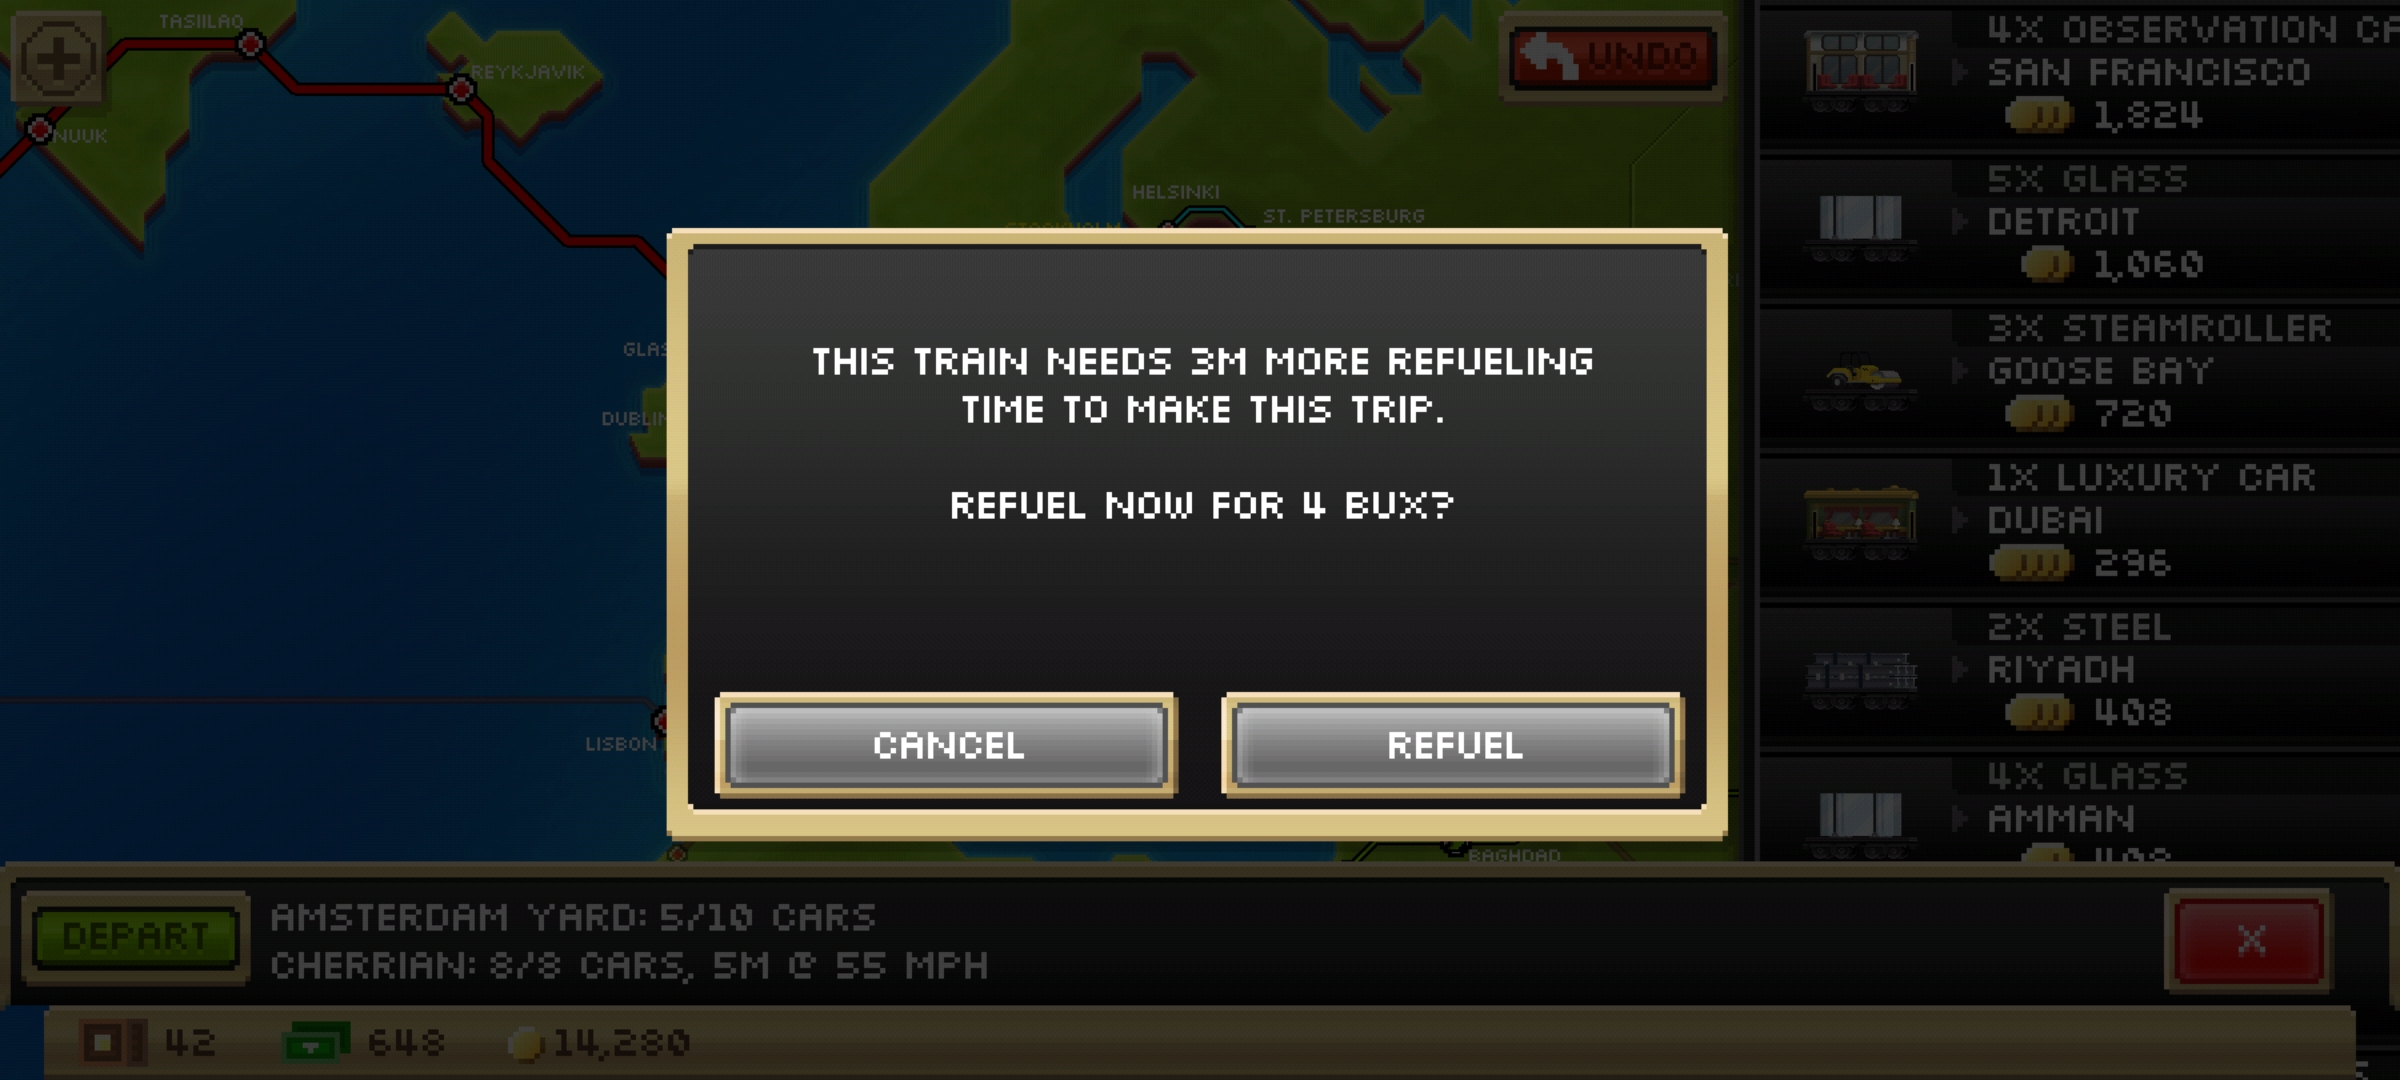 TASIILAQ
REYKJAVIK
NUUK
UNDO
HELSINKI
ST. PETERSBURG
DUBLIN
LISBON
BAGHDAD
THIS TRAIN NEEDS 3M MORE REFUELING
TIME TO MAKE THIS TRIP.
REFUEL NOW FOR 4 BUX?
CANCEL
REFUEL
4X OBSERVATION
SAN FRANCISCO
1,824
5X GLASS
DETROIT
1,060
3X STEAMROLLER
GOOSE BAY
720
1X LUXURY CAR
DUBAI
296
2X STEEL
RIYADH
408
4X GLASS
AMMAN
DEPART
AMSTERDAM YARD: 5/10 CARS
CHERRIAN: 8/8 CARS, 5M @ 55 MPH
X
42
648
14,280